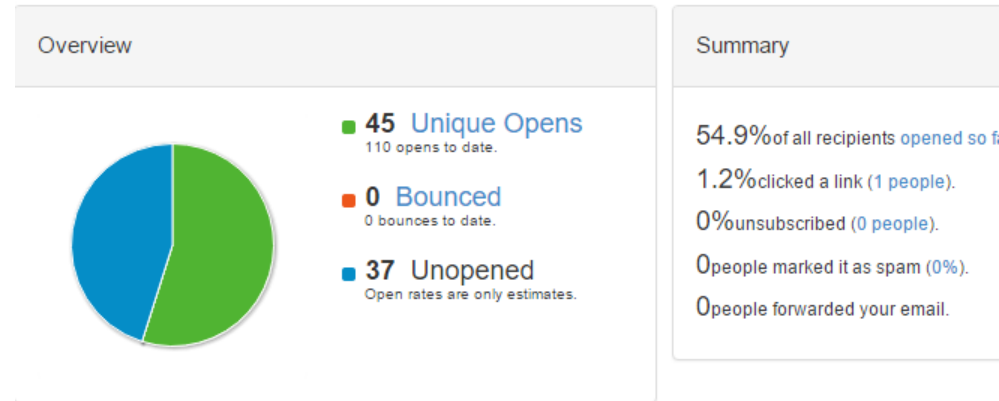 Overview
45 Unique Opens
110 opens to date.
0 Bounced
0 bounces to date.
37 Unopened
Open rates are only estimates.
Summary
54.9%of all recipients opened so
1.2%clicked a link (1 people).
0%unsubscribed (0 people).
0people marked it as spam (0%).
0people forwarded your email.